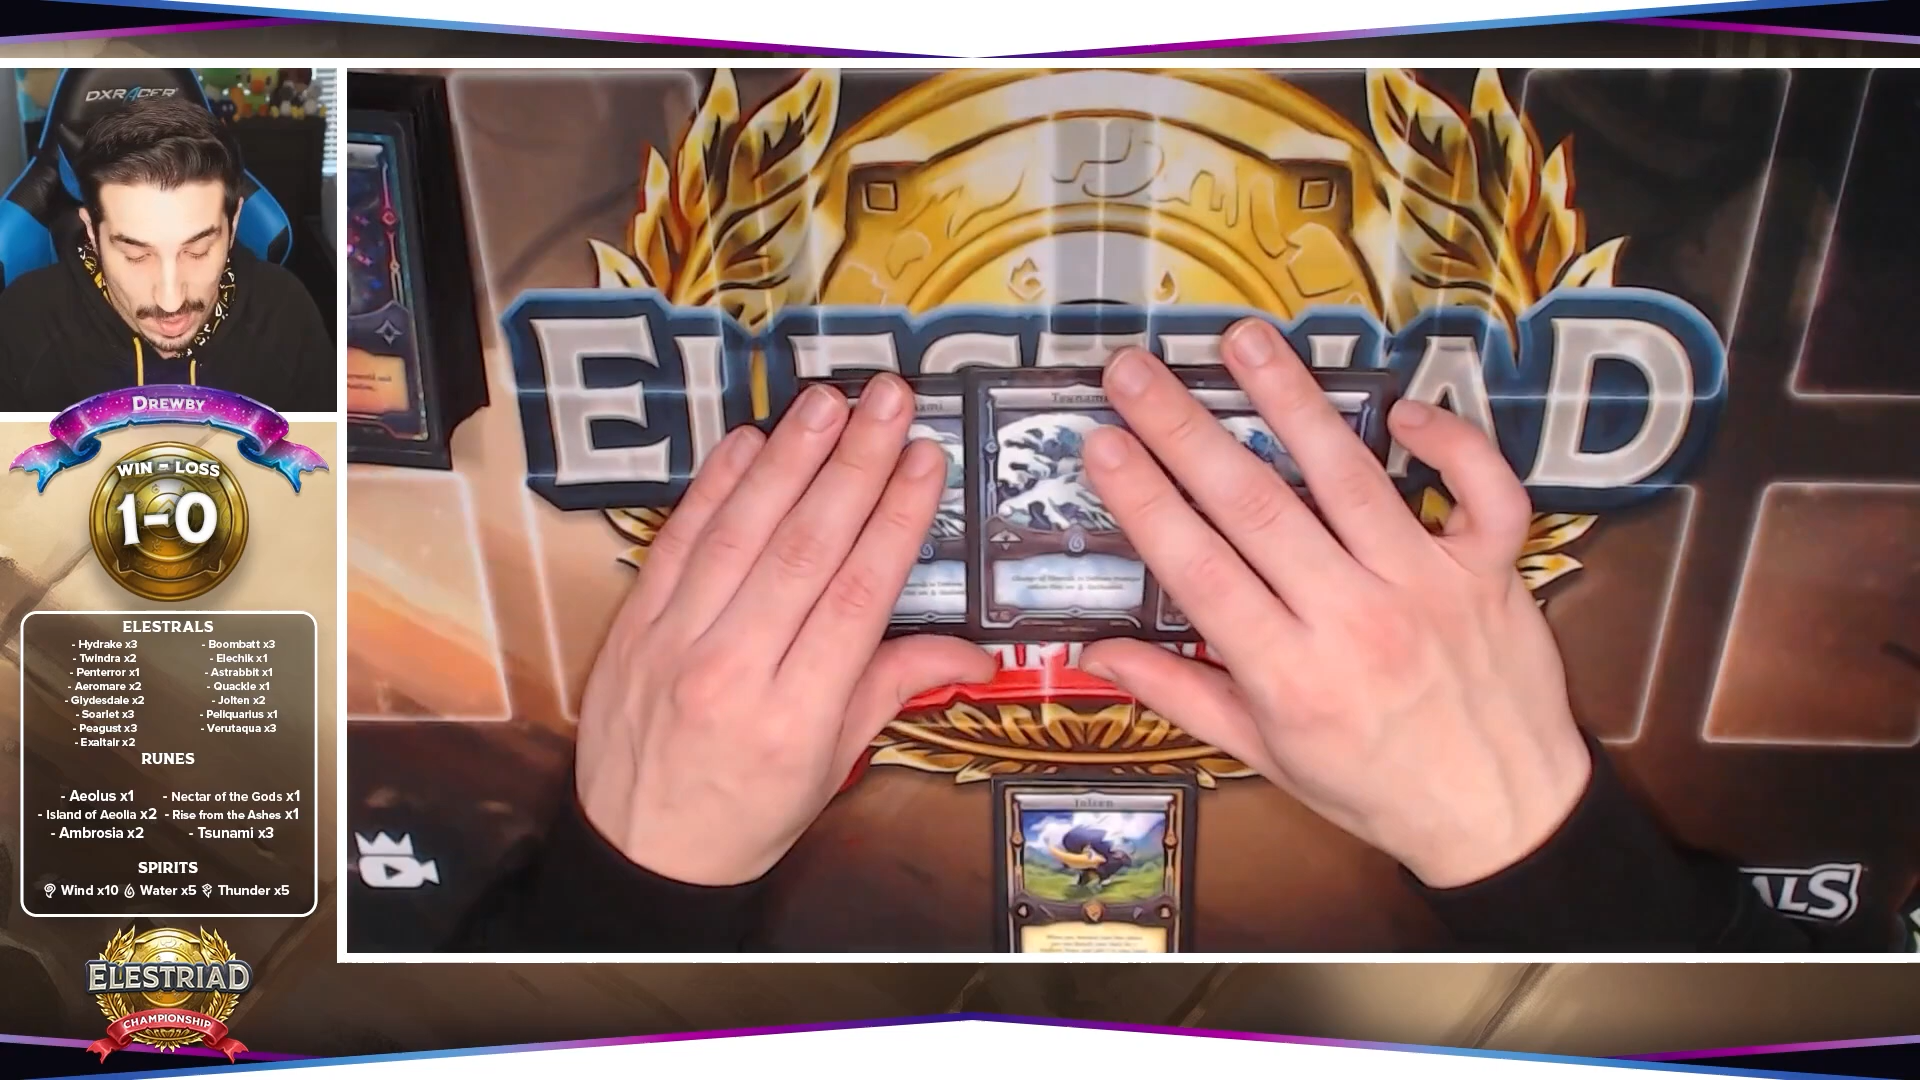 DXRACER
DREWBY
WIN - LOSS
1-0
ELESTRALS
- Hydrake x3
- Twindra x2
- Penterror x1
- Aeromare x2
- Glydesdale x2
- Soarlet x3
- Peagust x3
- Exaltair x2
- Boombatt x3
- Elechik x1
- Astrabbit x1
- Quackle x1
- Jolten x2
- Peliquarius x1
- Verutaqua x3
RUNES
- Aeolus x1
- Island of Aeolia x2
- Ambrosia x2
- Nectar of the Gods x1
- Rise from the Ashes x1
- Tsunami x3
SPIRITS
Wind x10 Water x5 Thunder x5
ELESTRIAD
CHAMPIONSHIP
ELESTRIAD
Tsunami
Jolten
ALS